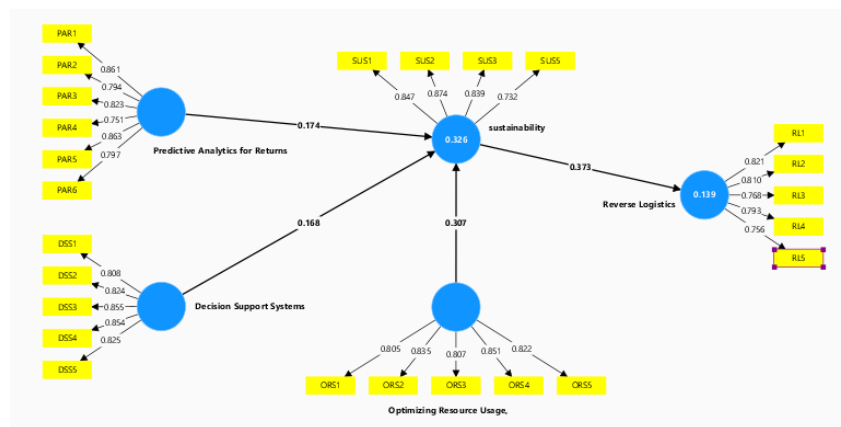 PAR1
PAR2
PAR3
PAR4
PAR5
PAR6
0.861
0.794
0.823
0.751
0.863
0.797
Predictive Analytics for Returns
0.174
SUS1
SUS2
SUS3
SUS5
0.847
0.874
0.839
0.732
sustainability
0.326
0.373
RL1
RL2
RL3
RL4
RL5
0.821
0.810
0.768
0.793
0.756
0.139
Reverse Logistics
0.168
0.307
DSS1
DSS2
DSS3
DSS4
DSS5
0.808
0.824
0.855
0.854
0.825
Decision Support Systems
0.805
0.835
0.807
0.851
0.822
ORS1
ORS2
ORS3
ORS4
ORS5
Optimizing Resource Usage,